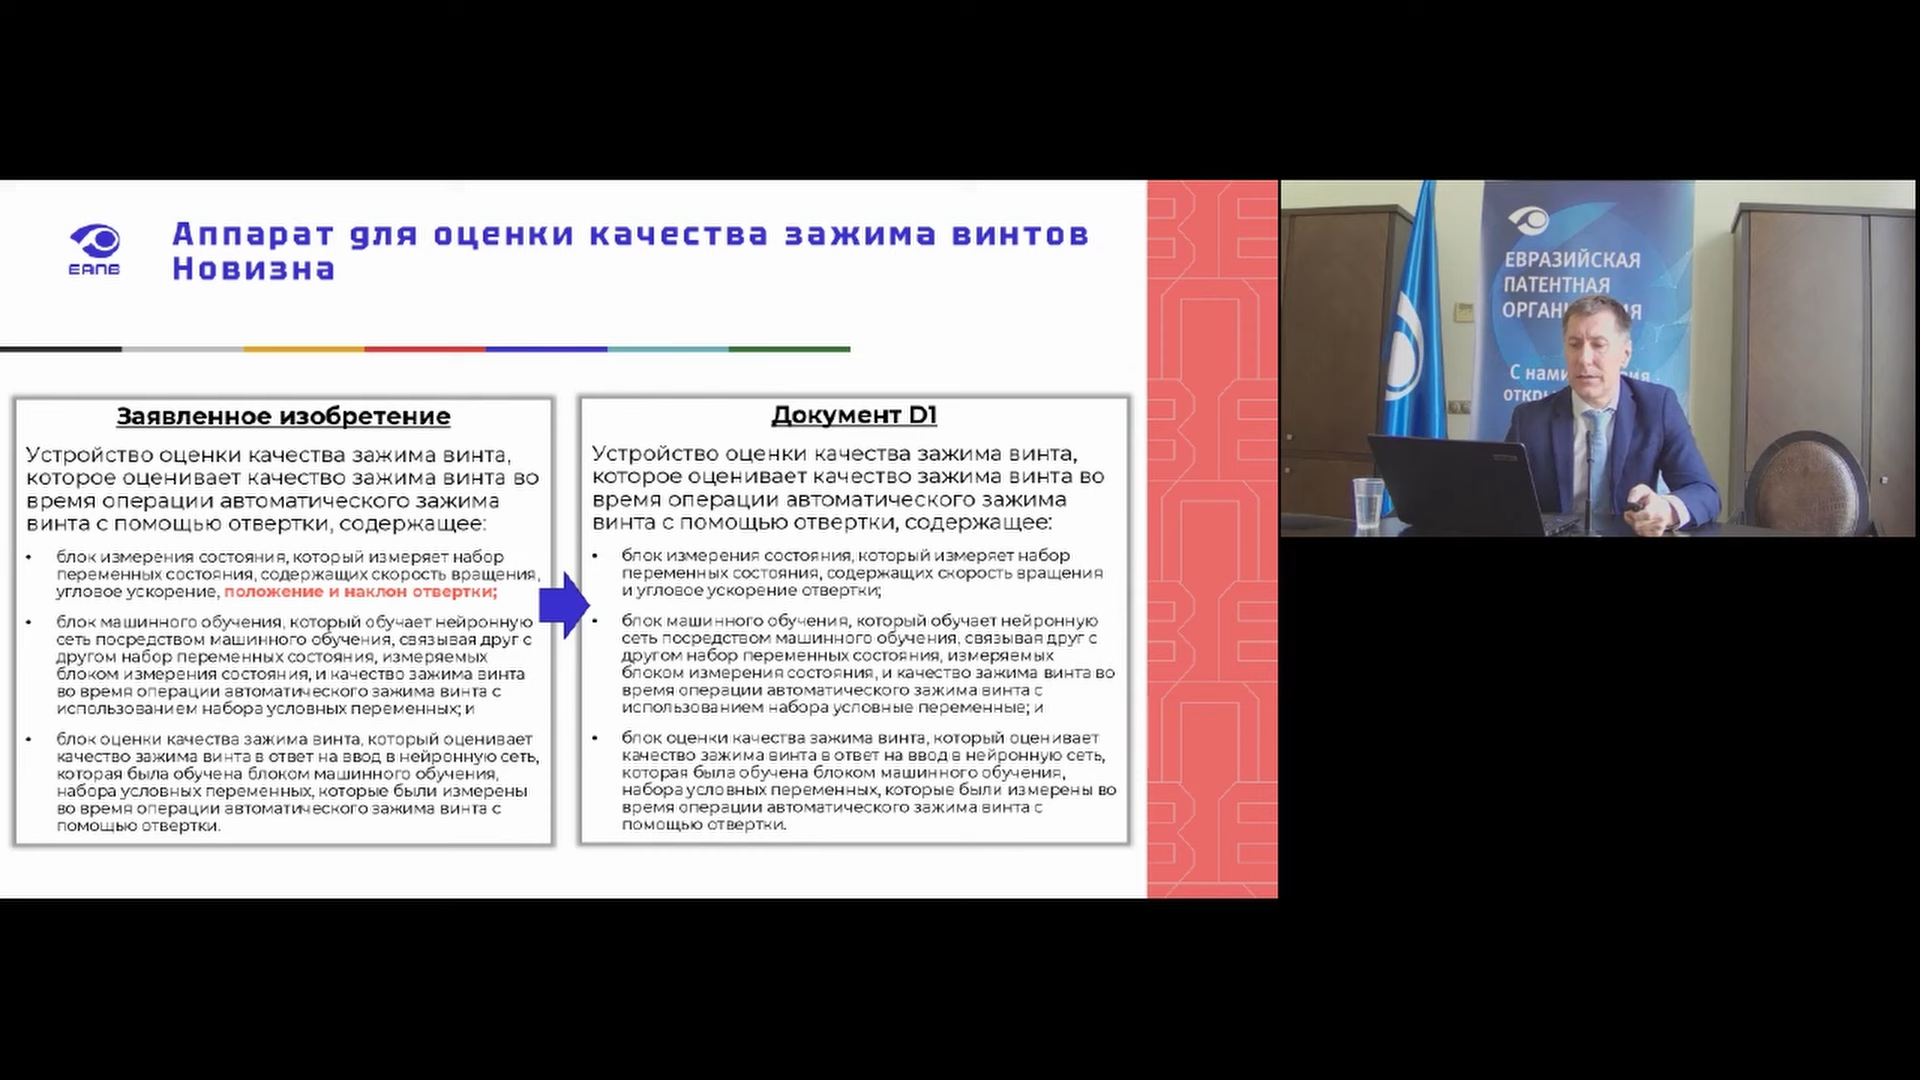 ЕАПВ
Аппарат для оценки качества зажима винтов
Новизна
Заявленное изобретение
Устройство оценки качества зажима винта,
которое оценивает качество зажима винта во
время операции автоматического зажима
винта с помощью отвертки, содержащее:
• блок измерения состояния, который измеряет набор
переменных состояния, содержащих скорость вращения,
угловое ускорение, положение и наклон отвертки;
• блок машинного обучения, который обучает нейронную
сеть посредством машинного обучения, связывая друг с
другом набор переменных состояния, измеряемых
блоком измерения состояния, и качество зажима винта
во время операции автоматического зажима винта с
использованием набора условных переменных; и
• блок оценки качества зажима винта, который оценивает
качество зажима винта в ответ на ввод в нейронную сеть,
которая была обучена блоком машинного обучения,
набора условных переменных, которые были измерены
во время операции автоматического зажима винта с
помощью отвертки.
Документ D1
Устройство оценки качества зажима винта,
которое оценивает качество зажима винта во
время операции автоматического зажима
винта с помощью отвертки, содержащее:
• блок измерения состояния, который измеряет набор
переменных состояния, содержащих скорость вращения
и угловое ускорение отвертки;
• блок машинного обучения, который обучает нейронную
сеть посредством машинного обучения, связывая друг с
другом набор переменных состояния, измеряемых
блоком измерения состояния, и качество зажима винта во
время операции автоматического зажима винта с
использованием набора условные переменные; и
• блок оценки качества зажима винта, который оценивает
качество зажима винта в ответ на ввод в нейронную сеть,
которая была обучена блоком машинного обучения,
набора условных переменных, которые были измерены во
время операции автоматического зажима винта с
помощью отвертки.
ЕВРАЗИЙСКАЯ
ПАТЕНТНАЯ
С нами